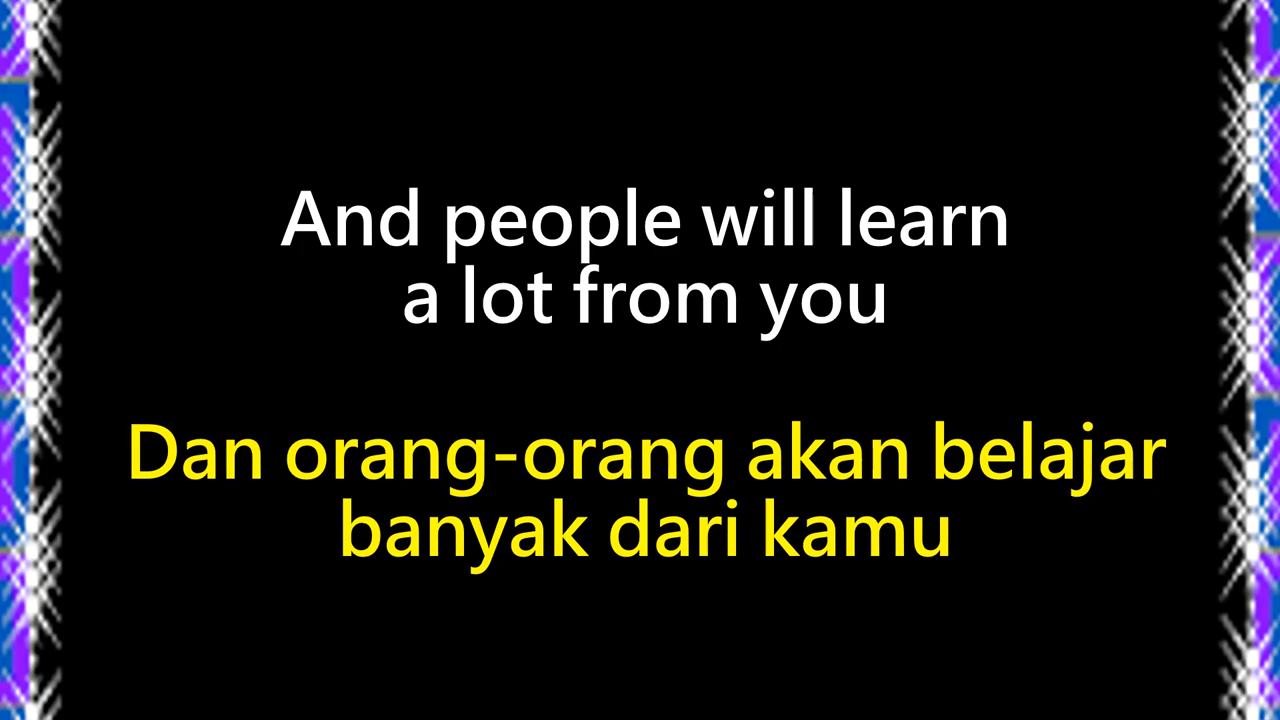 And people will learn
a lot from you
Dan orang-orang akan belajar
banyak dari kamu